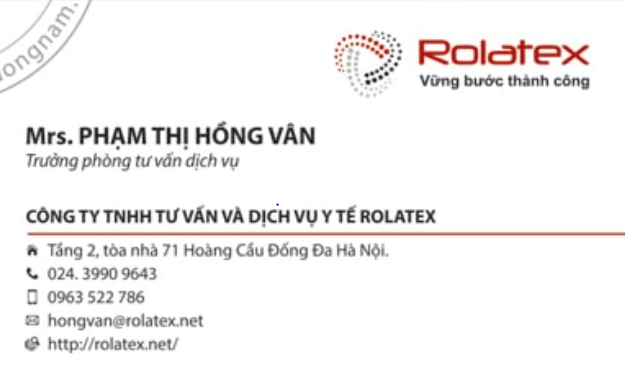 Rolatex
Vững bước thành công
Mrs. PHẠM THỊ HỒNG VÂN
Trưởng phòng tư vấn dịch vụ
CÔNG TY TNHH TƯ VẤN VÀ DỊCH VỤ Y TẾ ROLATEX
Tầng 2, tòa nhà 71 Hoàng Cầu Đống Đa Hà Nội.
024. 3990 9643
0963 522 786
hongvan@rolatex.net
http://rolatex.net/